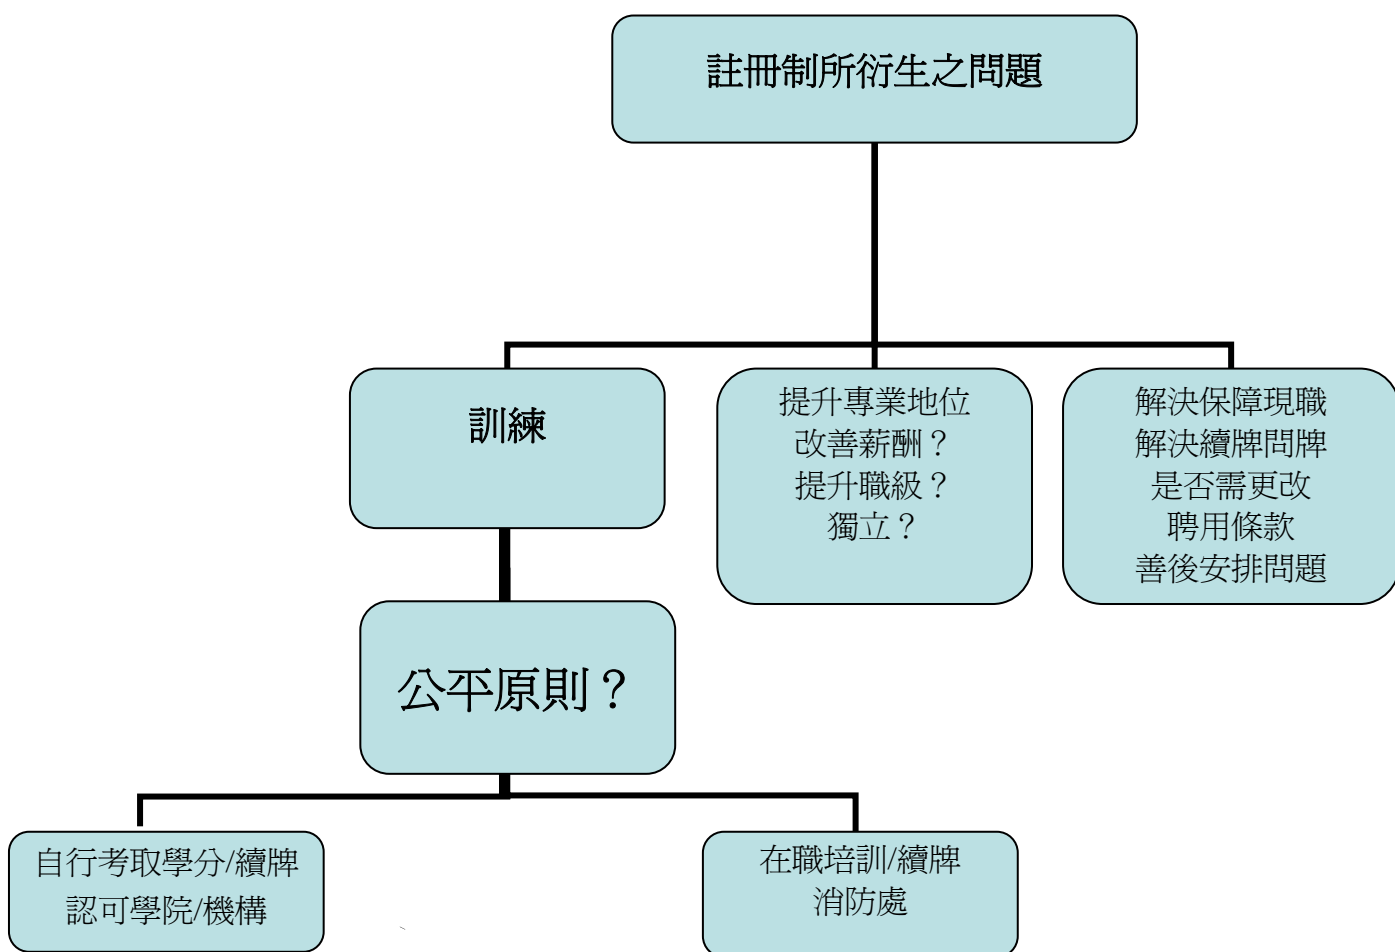 註冊制所衍生之問題
訓練
提升專業地位
改善薪酬？
提升職級？
獨立？
解決保障現職
解決續牌問牌
是否需更改
聘用條款
善後安排問題
公平原則？
自行考取學分/續牌
認可學院/機構
在職培訓/續牌
消防處